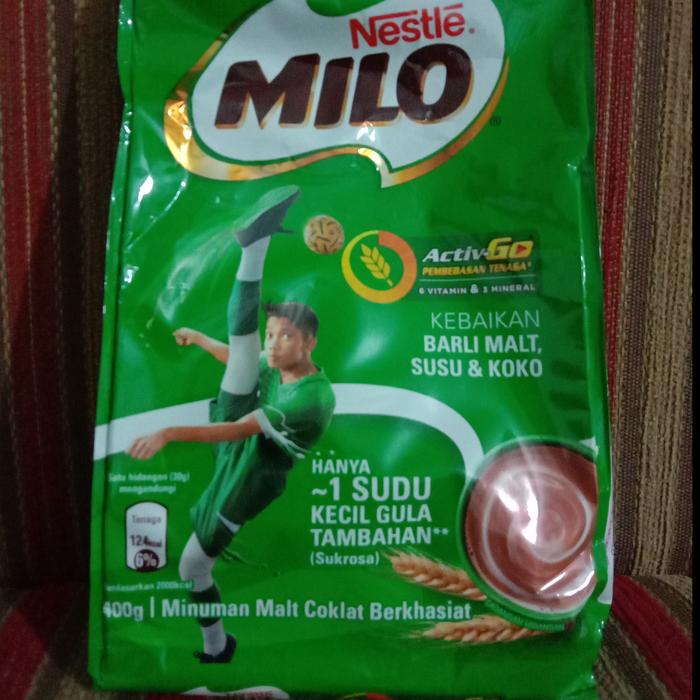 Nestlé®
MILO®
Activ-Go
PEMBEBASAN TENAGA*
6 VITAMIN & 3 MINERAL
KEBAIKAN
BARLI MALT,
SUSU & KOKO
HANYA
~1 SUDU
KECIL GULA
TAMBAHAN**
(Sukrosa)
Satu hidangan (30g)
mengandungi
Tenaga
124kcal
6%
2000kcal
400g | Minuman Malt Coklat Berkhasiat